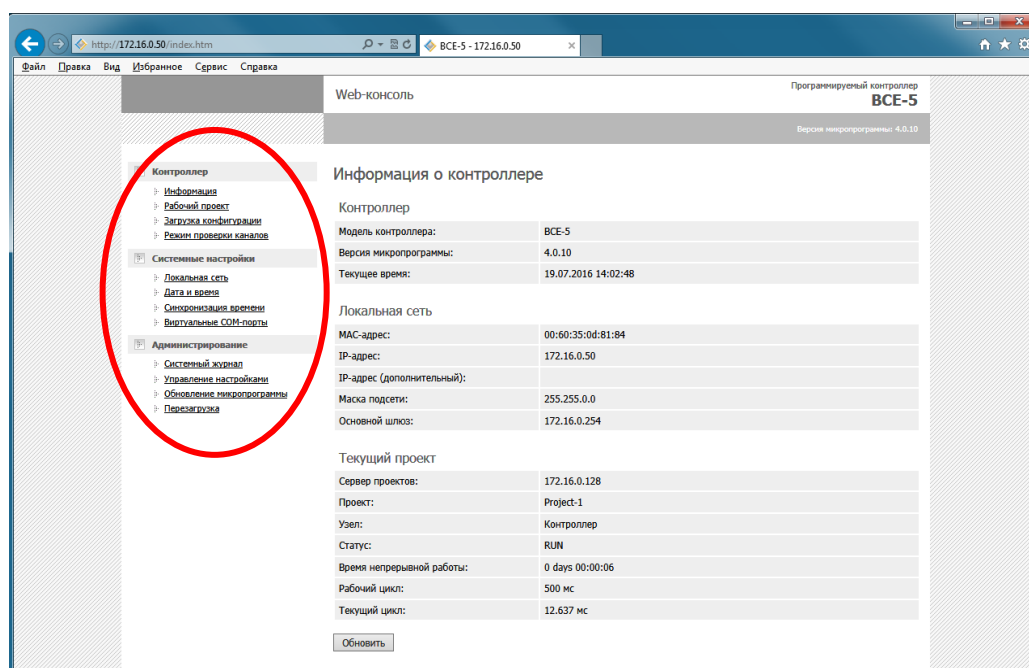 http://172.16.0.50/index.htm
BCE-5 - 172.16.0.50
Файл Правка Вид Избранное Сервис Справка
Web-консоль
Программируемый контроллер
BCE-5
Версия микропрограммы: 4.0.10
Контроллер
Информация
Рабочий проект
Загрузка конфигурации
Режим проверки каналов
Системные настройки
Локальная сеть
Дата и время
Синхронизация времени
Виртуальные COM-порты
Администрирование
Системный журнал
Управление настройками
Обновление микропрограммы
Перезагрузка
Информация о контроллере
Контроллер
Модель контроллера: BCE-5
Версия микропрограммы: 4.0.10
Текущее время: 19.07.2016 14:02:48
Локальная сеть
MAC-адрес: 00:60:35:0d:81:84
IP-адрес: 172.16.0.50
IP-адрес (дополнительный):
Маска подсети: 255.255.0.0
Основной шлюз: 172.16.0.254
Текущий проект
Сервер проектов: 172.16.0.128
Проект: Project-1
Узел: Контроллер
Статус: RUN
Время непрерывной работы: 0 days 00:00:06
Рабочий цикл: 500 мс
Текущий цикл: 12.637 мс
Обновить